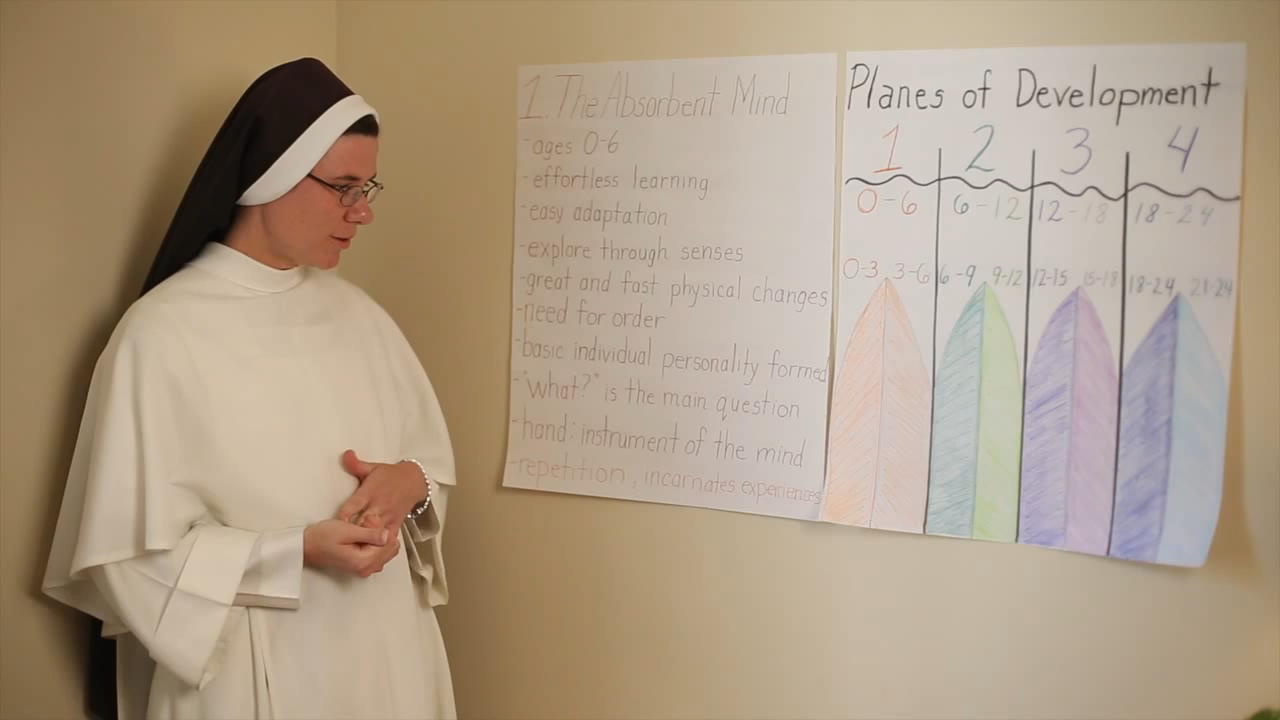 1. The Absorbent Mind
-ages 0-6
-effortless learning
-easy adaptation
-explore through senses
-great and fast physical changes
-need for order
-basic individual personality formed
-"what?" is the main question
-hand: instrument of the mind
-repetition, incarnates experiences
Planes of Development
1 2 3 4
0-6 6-12 12-18 18-24
0-3 3-6 6-9 9-12 12-15 15-18 18-24 21-24